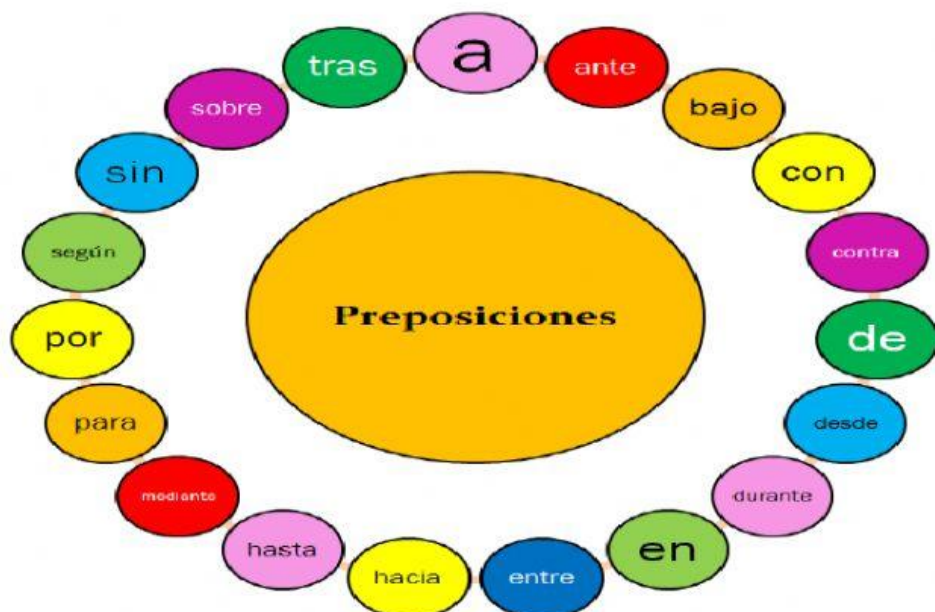 a
ante
bajo
con
contra
de
desde
durante
en
entre
hacia
hasta
mediante
para
por
según
sin
sobre
tras
Preposiciones